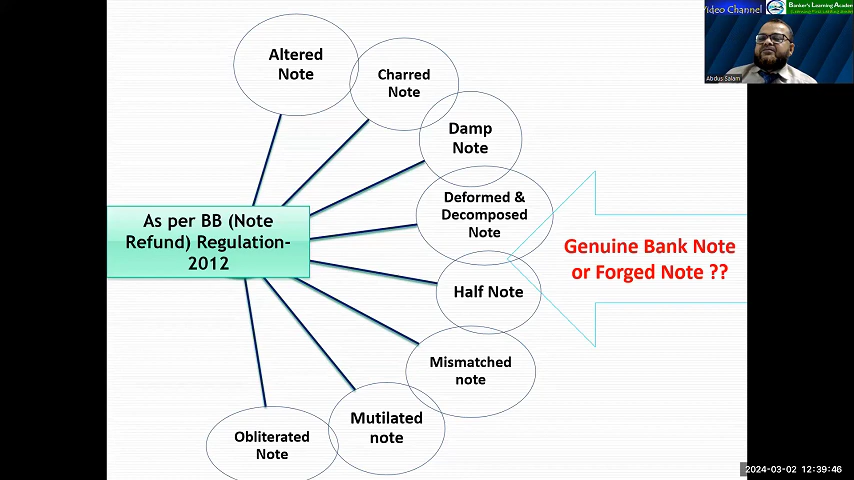 Video Channel
Banker's Learning Academ
Abdus Salam
Altered
Note
Charred
Note
Damp
Note
Deformed &
Decomposed
Note
As per BB (Note
Refund) Regulation-
2012
Genuine Bank Note
or Forged Note ??
Half Note
Mismatched
note
Mutilated
note
Obliterated
Note
2024-03-02 12:39:46